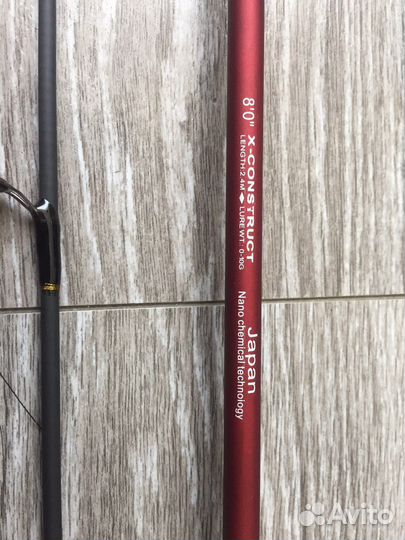 8'0" X-CONSTRUCT
LENGTH:2.4M ◆ LURE WT: 0-10G
Japan
Nano chemical technology
Avito